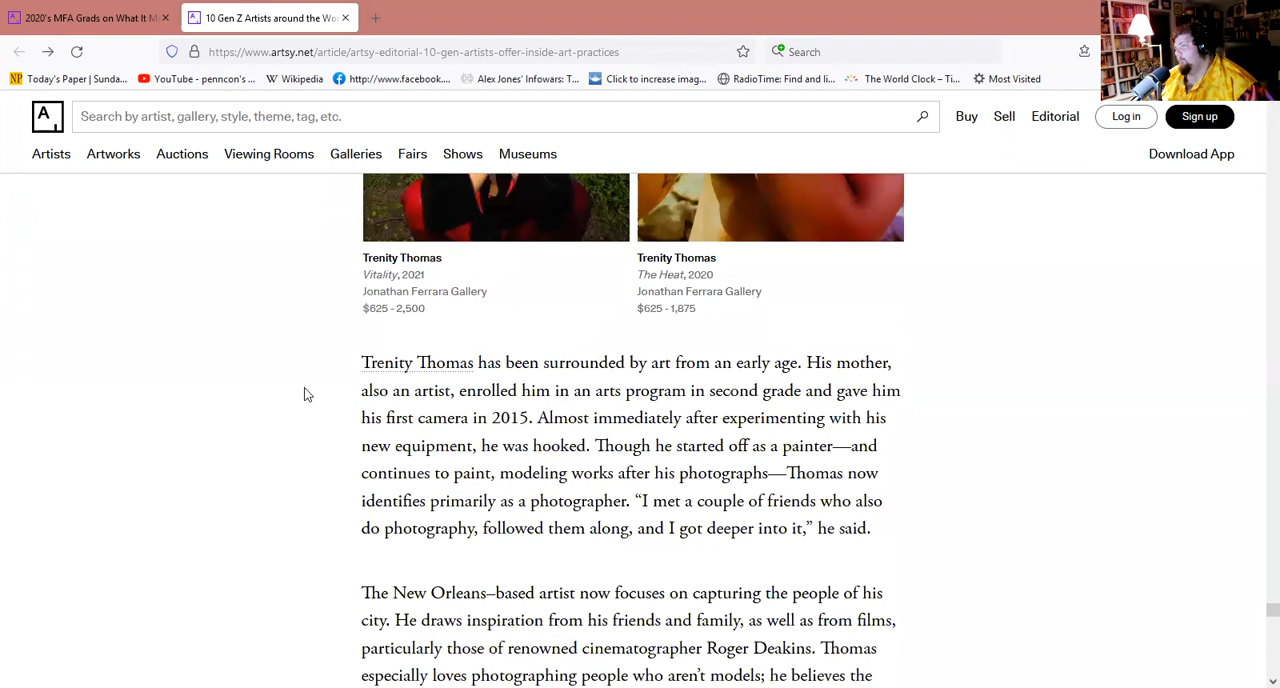 2020's MFA Grads on What It M
10 Gen Z Artists around the Wo
https://www.artsy.net/article/artsy-editorial-10-gen-artists-offer-inside-art-practices
Search
NP Today's Paper | Sunda...
YouTube - penncon's ...
W Wikipedia
http://www.facebook....
Alex Jones' Infowars: T...
Click to increase imag...
RadioTime: Find and li...
The World Clock – Ti...
Most Visited
A
Search by artist, gallery, style, theme, tag, etc.
Buy
Sell
Editorial
Log in
Sign up
Artists
Artworks
Auctions
Viewing Rooms
Galleries
Fairs
Shows
Museums
Download App
Trenity Thomas
Vitality, 2021
Jonathan Ferrara Gallery
$625 - 2,500
Trenity Thomas
The Heat, 2020
Jonathan Ferrara Gallery
$625 - 1,875
Trenity Thomas has been surrounded by art from an early age. His mother,
also an artist, enrolled him in an arts program in second grade and gave him
his first camera in 2015. Almost immediately after experimenting with his
new equipment, he was hooked. Though he started off as a painter—and
continues to paint, modeling works after his photographs—Thomas now
identifies primarily as a photographer. “I met a couple of friends who also
do photography, followed them along, and I got deeper into it,” he said.
The New Orleans–based artist now focuses on capturing the people of his
city. He draws inspiration from his friends and family, as well as from films,
particularly those of renowned cinematographer Roger Deakins. Thomas
especially loves photographing people who aren't models; he believes the